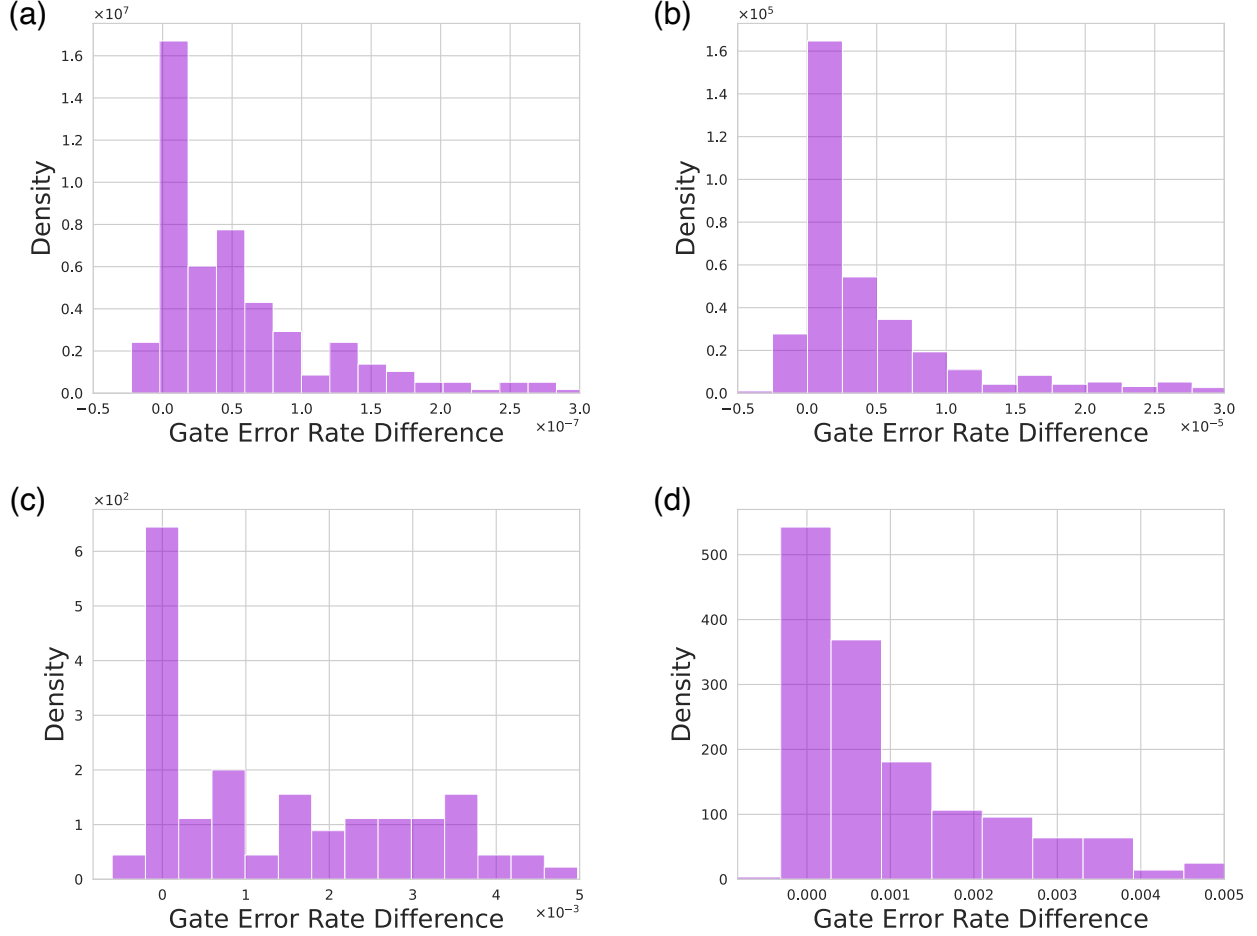 (a)
×10⁷
1.6
1.4
1.2
1.0
0.8
0.6
0.4
0.2
0.0
Density
−0.5 0.0 0.5 1.0 1.5 2.0 2.5 3.0
Gate Error Rate Difference ×10⁻⁷
(b)
×10⁵
1.6
1.4
1.2
1.0
0.8
0.6
0.4
0.2
0.0
Density
−0.5 0.0 0.5 1.0 1.5 2.0 2.5 3.0
Gate Error Rate Difference ×10⁻⁵
(c)
×10²
6
5
4
3
2
1
0
Density
0 1 2 3 4 5
Gate Error Rate Difference ×10⁻³
(d)
500
400
300
200
100
0
Density
0.000 0.001 0.002 0.003 0.004 0.005
Gate Error Rate Difference